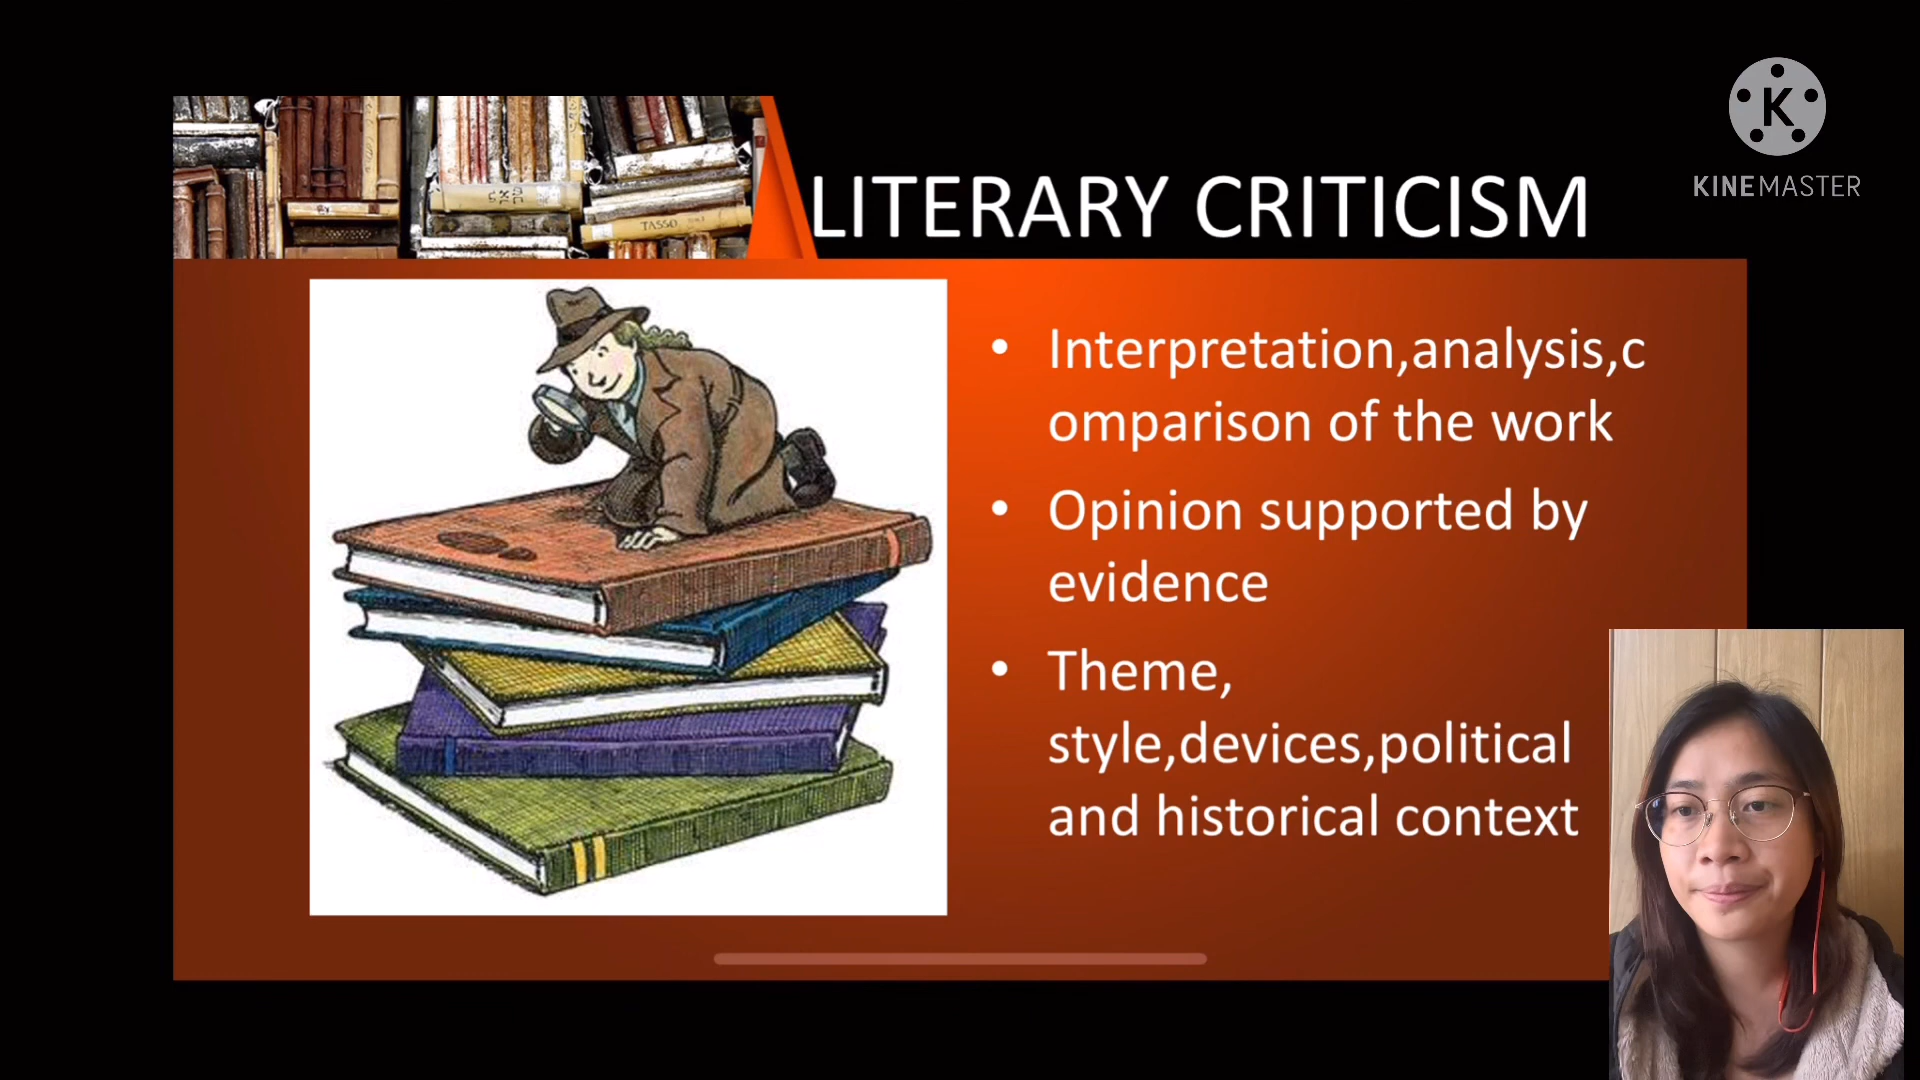 LITERARY CRITICISM
K
KINEMASTER
TASSO
Interpretation,analysis,c
omparison of the work
Opinion supported by
evidence
Theme,
style,devices,political
and historical context